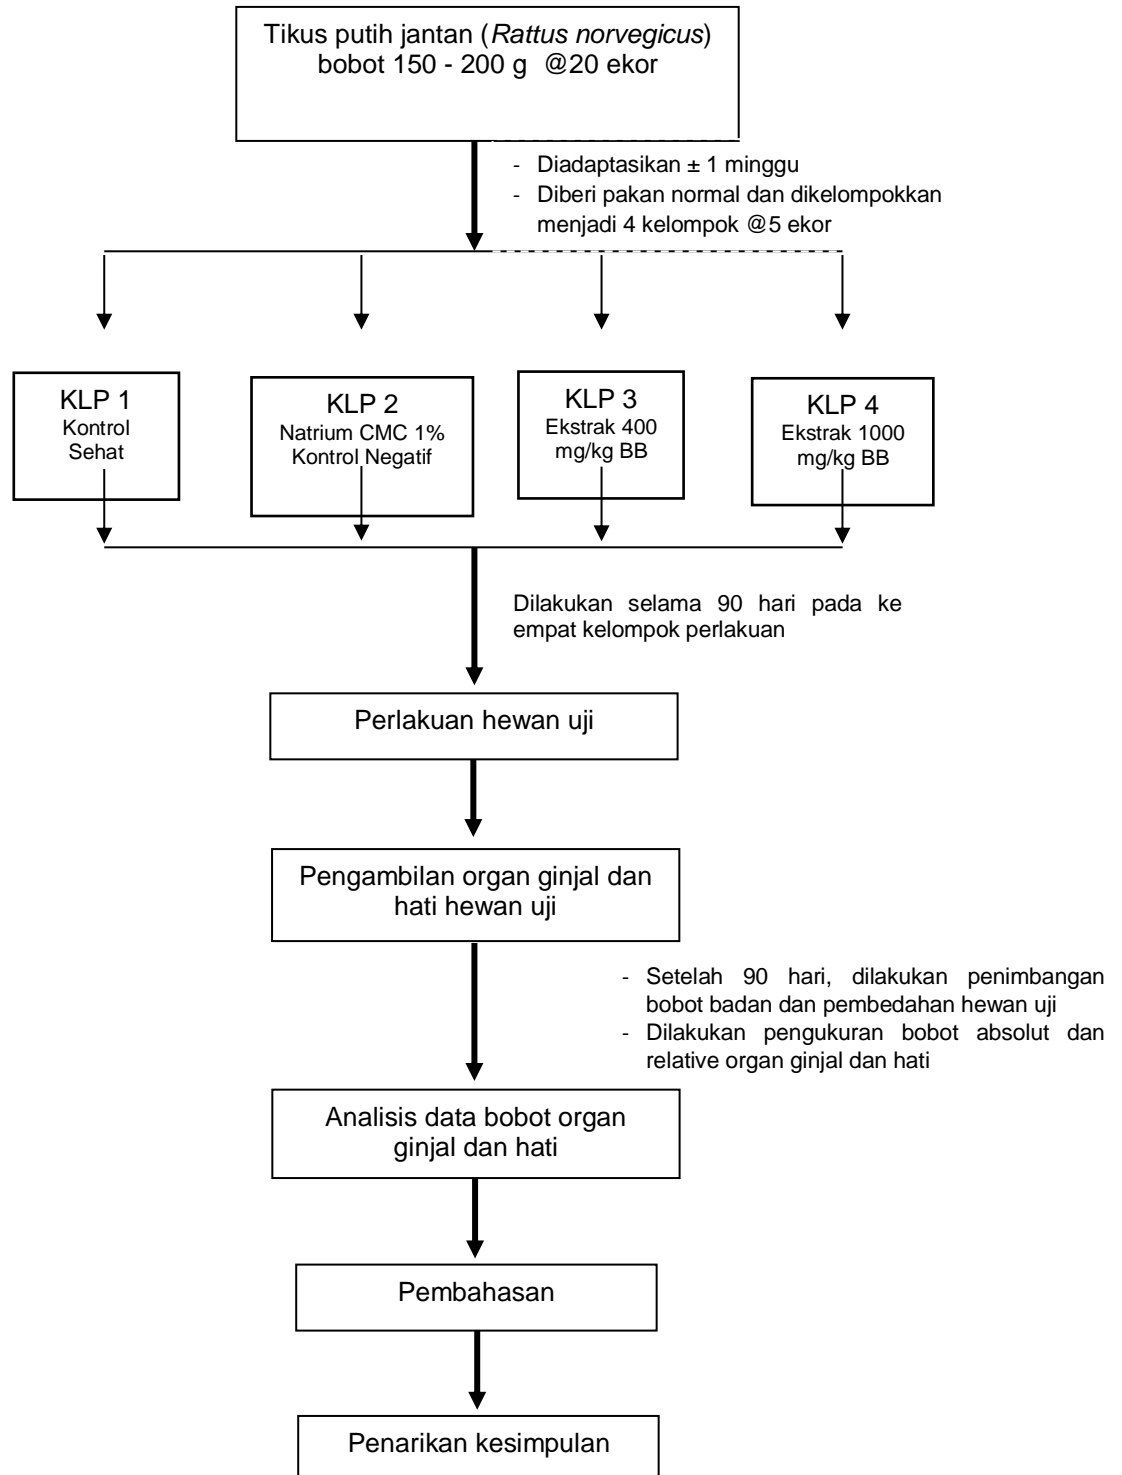 Tikus putih jantan (Rattus norvegicus)
bobot 150 - 200 g @20 ekor
- Diadaptasikan ± 1 minggu
- Diberi pakan normal dan dikelompokkan
menjadi 4 kelompok @5 ekor
KLP 1
Kontrol
Sehat
KLP 2
Natrium CMC 1%
Kontrol Negatif
KLP 3
Ekstrak 400
mg/kg BB
KLP 4
Ekstrak 1000
mg/kg BB
Dilakukan selama 90 hari pada ke
empat kelompok perlakuan
Perlakuan hewan uji
Pengambilan organ ginjal dan
hati hewan uji
- Setelah 90 hari, dilakukan penimbangan
bobot badan dan pembedahan hewan uji
- Dilakukan pengukuran bobot absolut dan
relative organ ginjal dan hati
Analisis data bobot organ
ginjal dan hati
Pembahasan
Penarikan kesimpulan